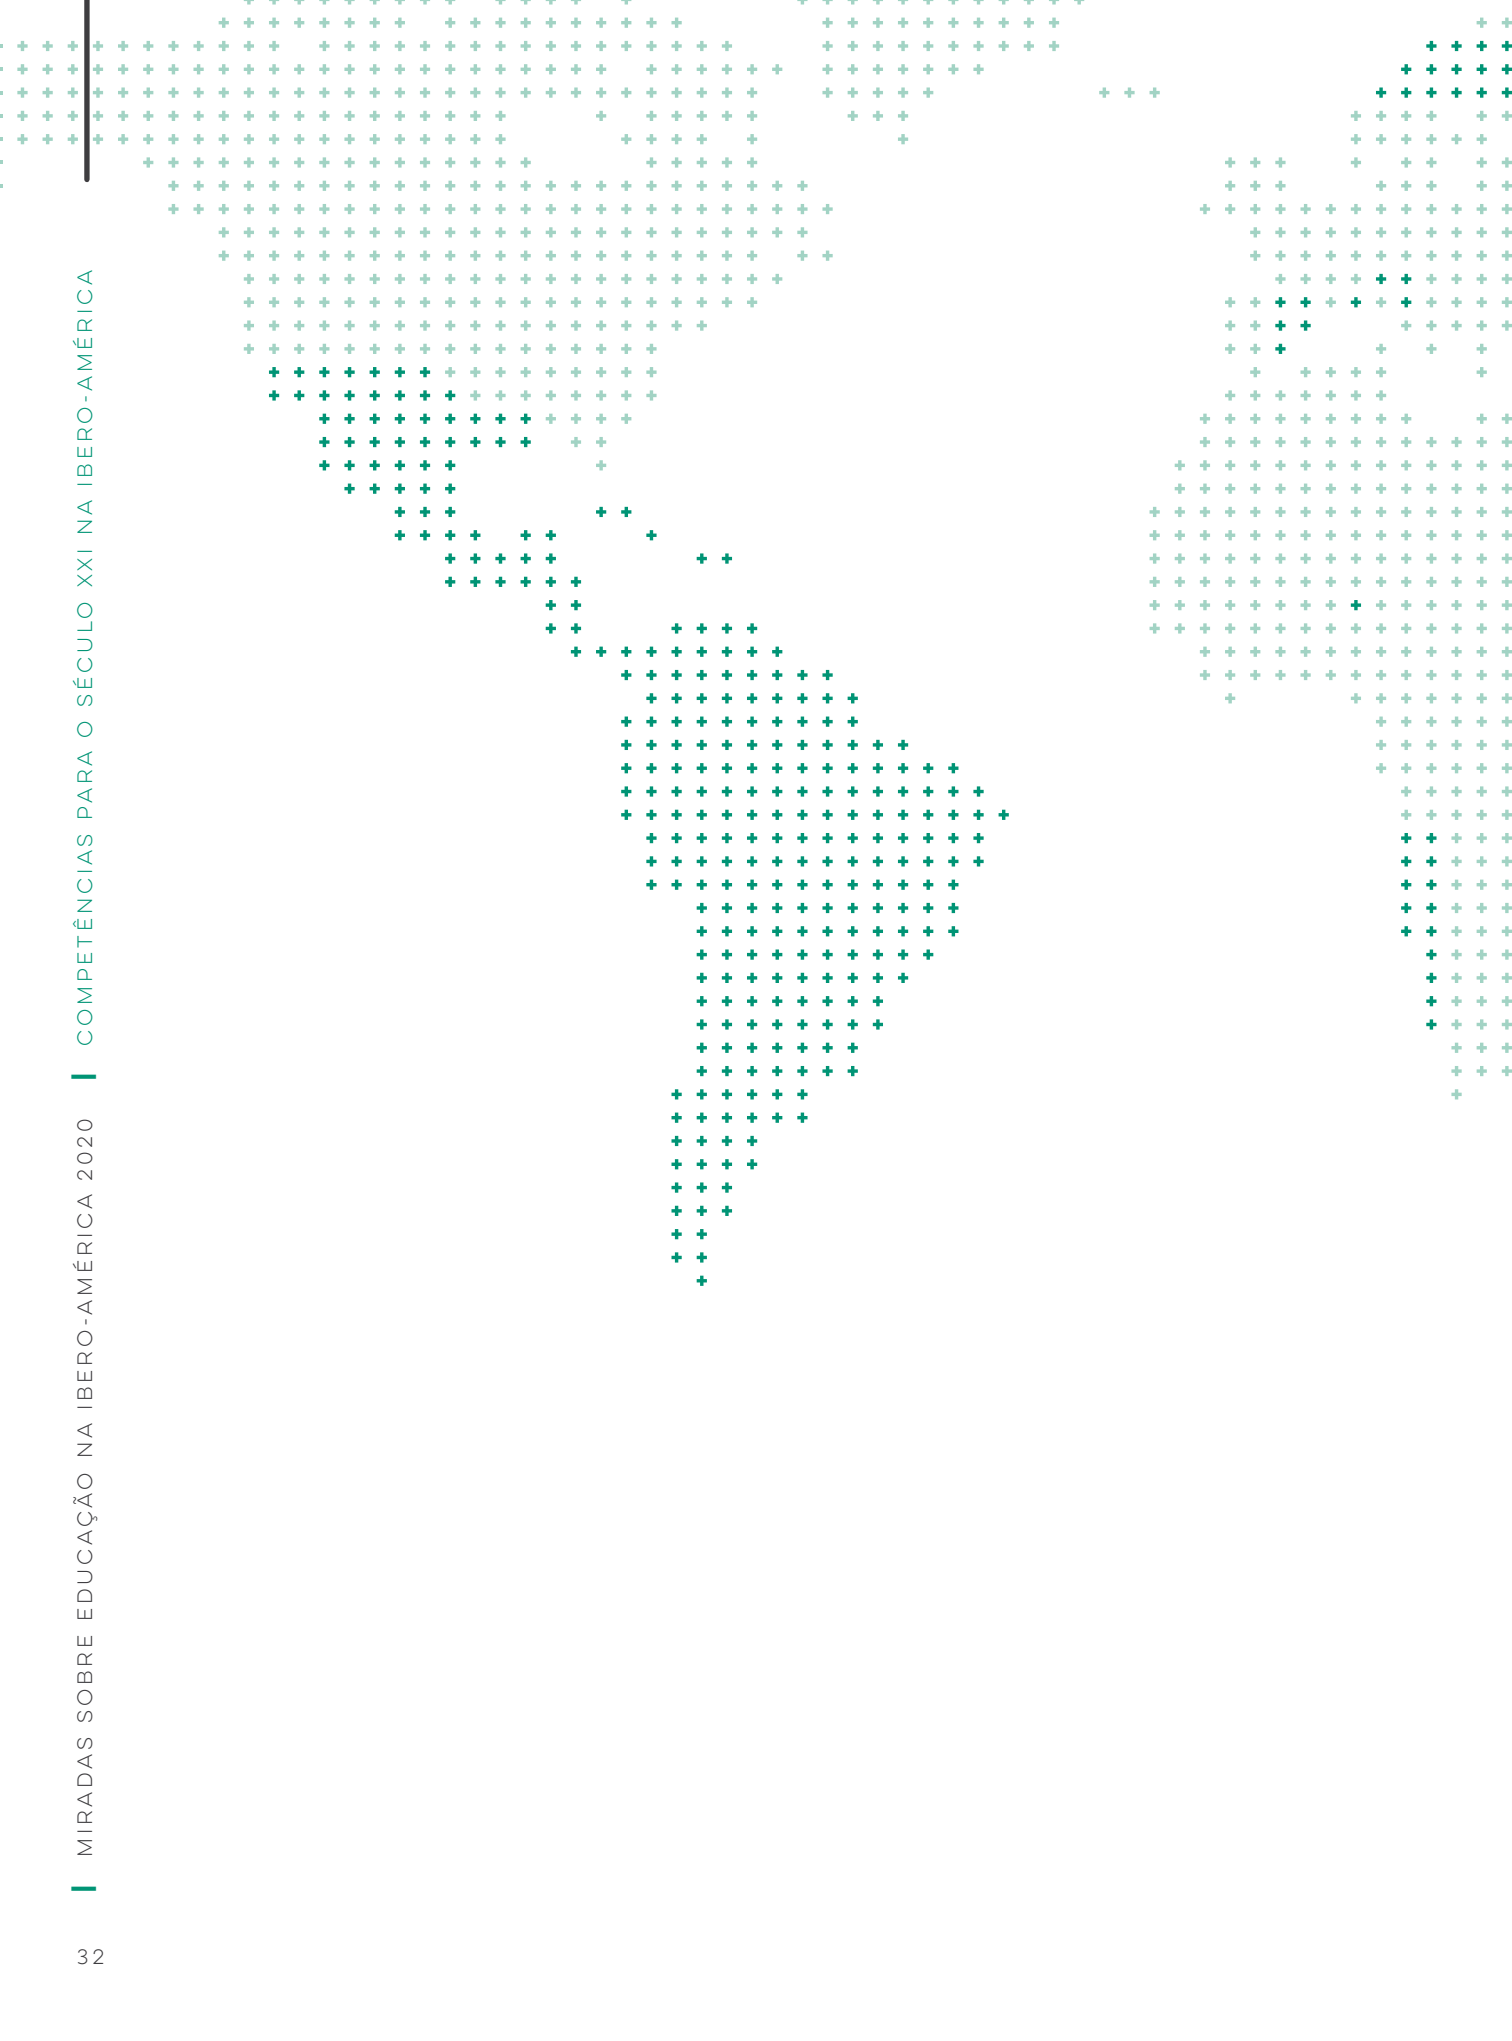 COMPETÊNCIAS PARA O SÉCULO XXI NA IBERO-AMÉRICA
MIRADAS SOBRE EDUCAÇÃO NA IBERO-AMÉRICA 2020
32